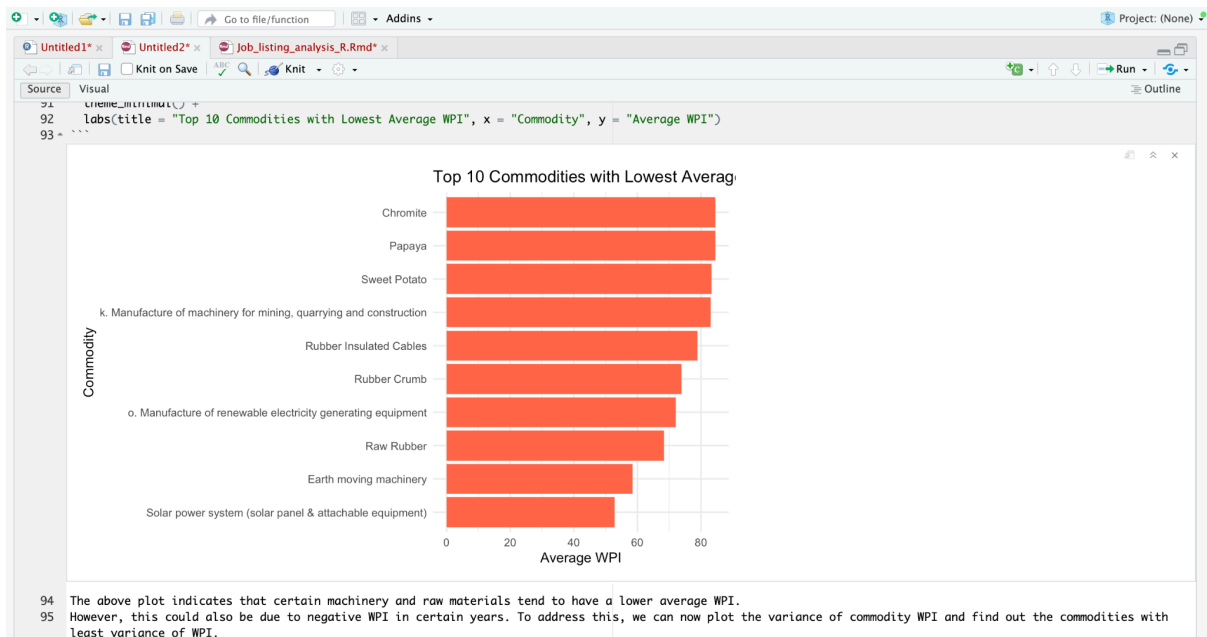 Go to file/function
Addins
Project: (None)
Untitled1*
Untitled2*
Job_listing_analysis_R.Rmd*
Knit on Save
ABC
Knit
Run
Source
Visual
Outline
91 theme_minimal() +
92 labs(title = "Top 10 Commodities with Lowest Average WPI", x = "Commodity", y = "Average WPI")
93 ```
Top 10 Commodities with Lowest Averag
Chromite
Papaya
Sweet Potato
k. Manufacture of machinery for mining, quarrying and construction
Rubber Insulated Cables
Rubber Crumb
o. Manufacture of renewable electricity generating equipment
Raw Rubber
Earth moving machinery
Solar power system (solar panel & attachable equipment)
Commodity
0 20 40 60 80
Average WPI
94 The above plot indicates that certain machinery and raw materials tend to have a lower average WPI.
95 However, this could also be due to negative WPI in certain years. To address this, we can now plot the variance of commodity WPI and find out the commodities with
least variance of WPI.